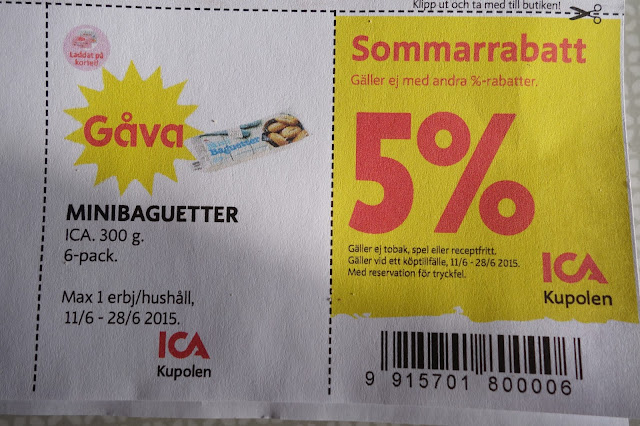 Klipp ut och ta med till butiken!
Laddat på
kortet!
Gåva
Baguetter
MINIBAGUETTER
ICA. 300 g.
6-pack.
Max 1 erbj/hushåll,
11/6 - 28/6 2015.
ICA
Kupolen
Sommarrabatt
Gäller ej med andra %-rabatter.
5%
Gäller ej tobak, spel eller receptfritt.
Gäller vid ett köptillfälle, 11/6 - 28/6 2015.
Med reservation för tryckfel.
ICA
Kupolen
9 915701 800006